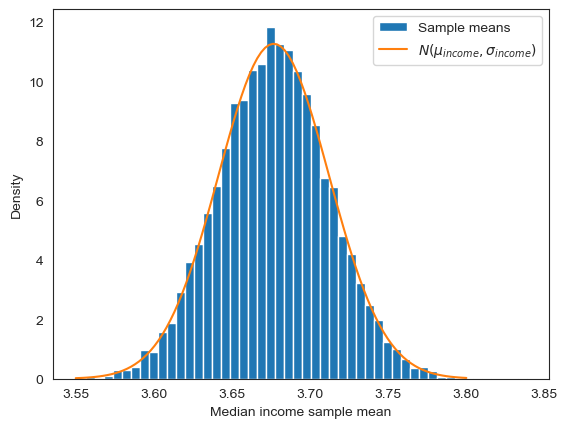 12
10
8
6
4
2
0
Density
Sample means
N(μincome, σincome)
3.55 3.60 3.65 3.70 3.75 3.80 3.85
Median income sample mean